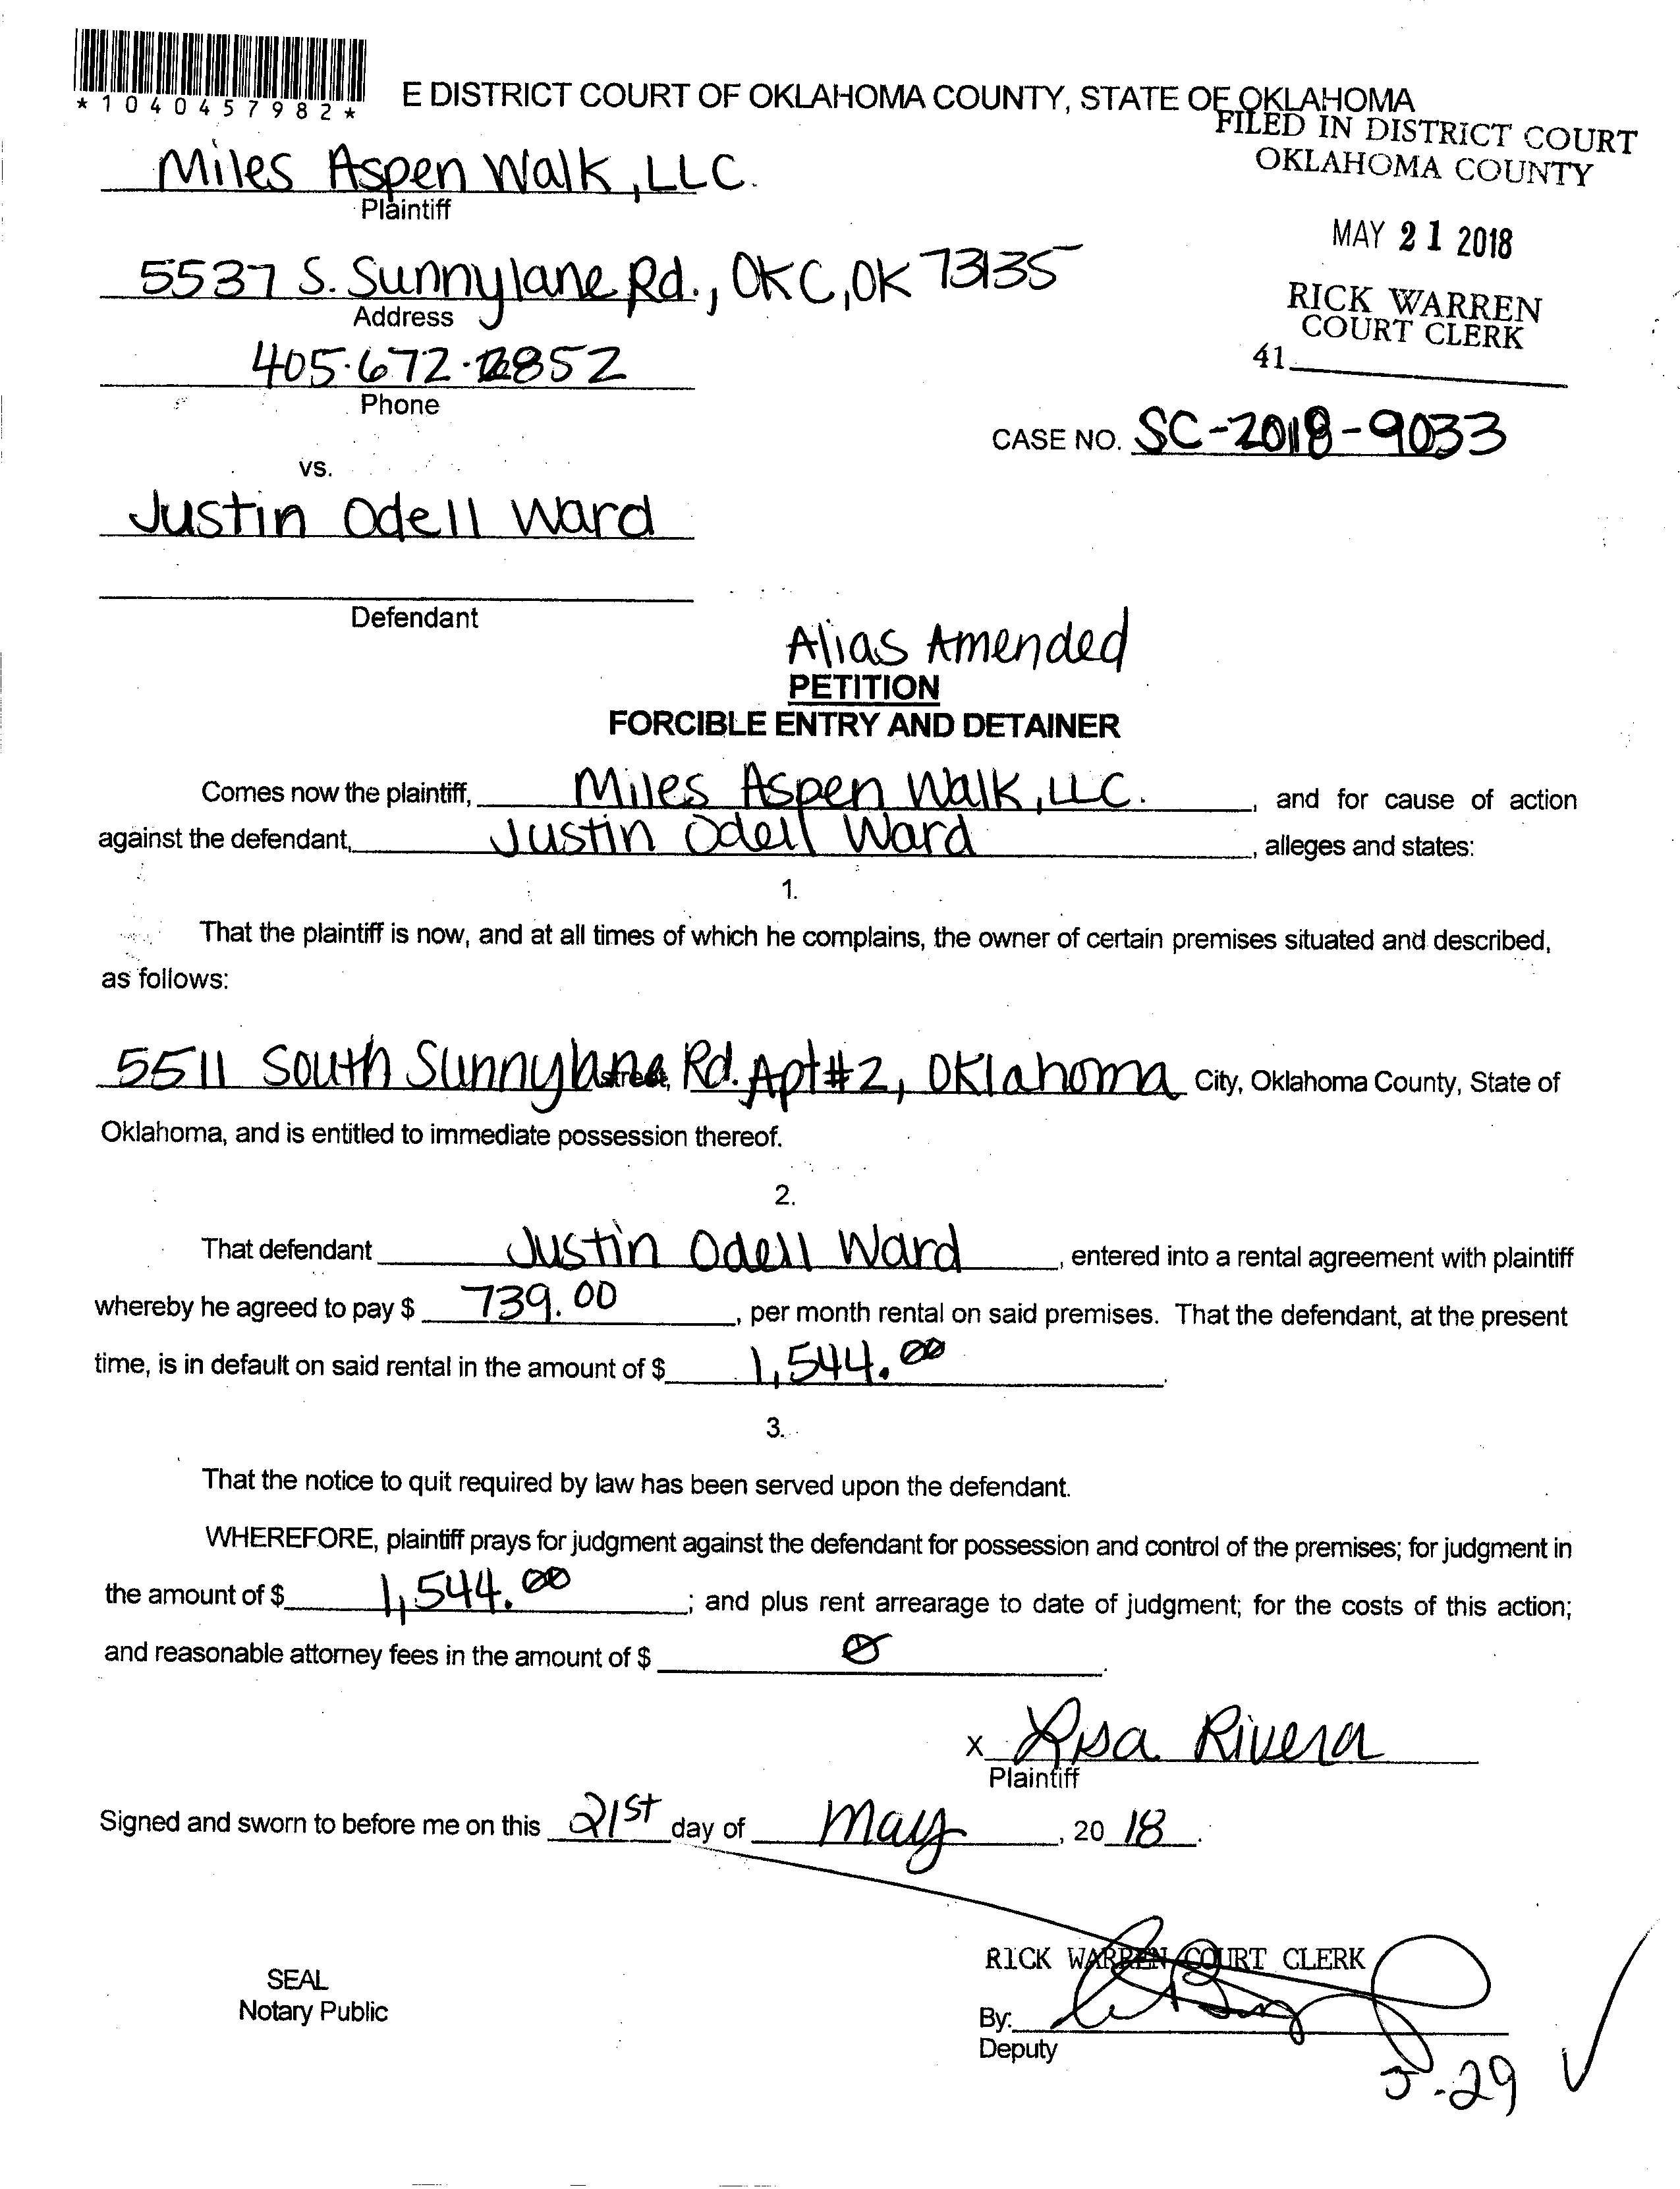 *1040457982*
E DISTRICT COURT OF OKLAHOMA COUNTY, STATE OF OKLAHOMA
FILED IN DISTRICT COURT
OKLAHOMA COUNTY
Miles Aspen Walk, LLC.
Plaintiff
MAY 21 2018
5537 S. Sunnylane Rd., OKC, OK 73135
Address
RICK WARREN
COURT CLERK
41
405.672.2852
Phone
CASE NO. SC-2018-9033
vs.
Justin Odell Ward
Defendant
Alias Amended
PETITION
FORCIBLE ENTRY AND DETAINER
Comes now the plaintiff, Miles Aspen Walk, LLC., and for cause of action
against the defendant, Justin Odell Ward, alleges and states:
1.
That the plaintiff is now, and at all times of which he complains, the owner of certain premises situated and described,
as follows:
5511 South Sunnylane street, Rd. Apt #2, Oklahoma City, Oklahoma County, State of
Oklahoma, and is entitled to immediate possession thereof.
2.
That defendant Justin Odell Ward, entered into a rental agreement with plaintiff
whereby he agreed to pay $ 739.00, per month rental on said premises. That the defendant, at the present
time, is in default on said rental in the amount of $ 1,544.00.
3.
That the notice to quit required by law has been served upon the defendant.
WHEREFORE, plaintiff prays for judgment against the defendant for possession and control of the premises; for judgment in
the amount of $ 1,544.00; and plus rent arrearage to date of judgment; for the costs of this action;
and reasonable attorney fees in the amount of $ Ø.
X Lisa Rivera
Plaintiff
Signed and sworn to before me on this 21st day of May, 2018.
RICK WARREN COURT CLERK
SEAL
Notary Public
By:
Deputy
5-29